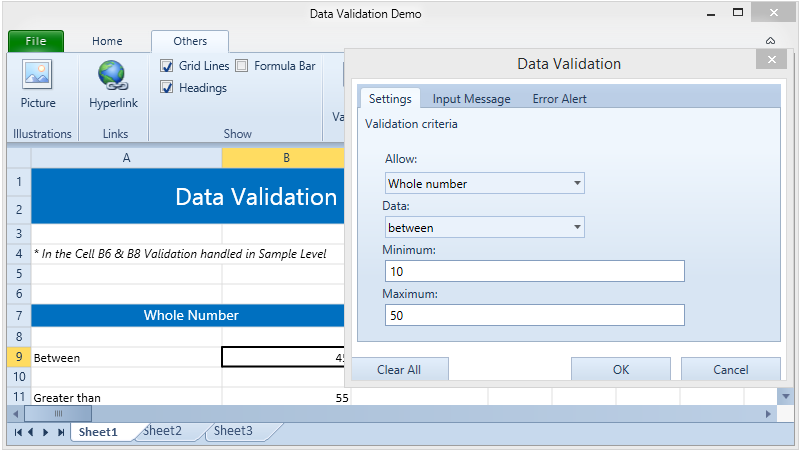 Data Validation Demo
File Home Others
Grid Lines Formula Bar
Headings
Picture Hyperlink
Illustrations Links Show
Data Validation
Settings Input Message Error Alert
Validation criteria
Allow:
Whole number
Data:
between
Minimum:
10
Maximum:
50
Clear All OK Cancel
A B
1
Data Validation
2
3
4 * In the Cell B6 & B8 Validation handled in Sample Level
5
6
7 Whole Number
8
9 Between
10
11 Greater than 55
Sheet1 Sheet2 Sheet3